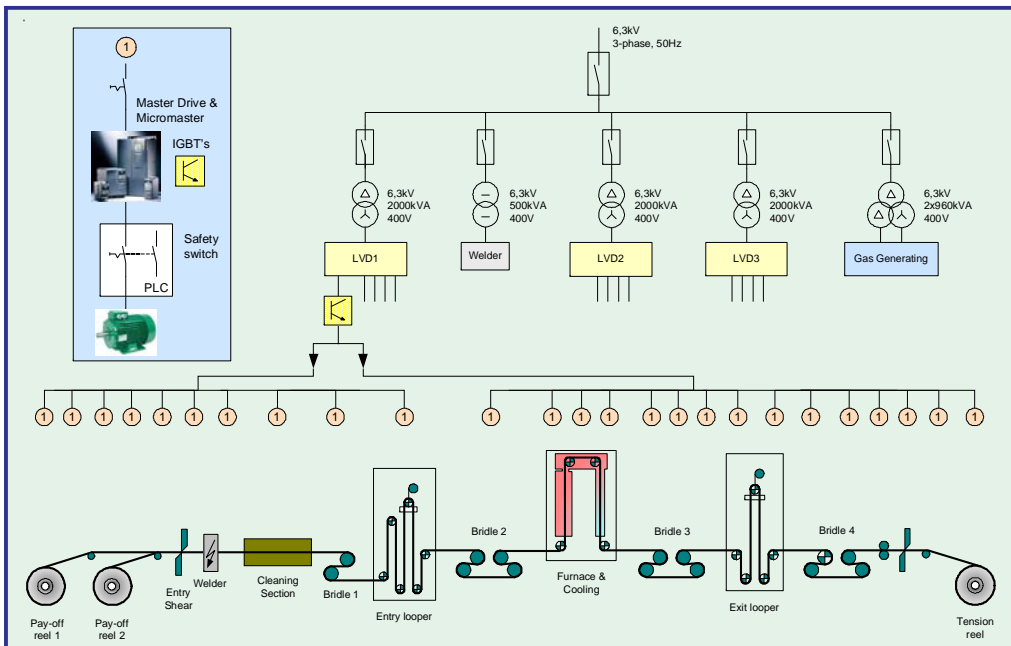 6,3kV
3-phase, 50Hz
1
Master Drive &
Micromaster
IGBT's
Safety
switch
PLC
6,3kV
2000kVA
400V
6,3kV
500kVA
400V
6,3kV
2000kVA
400V
6,3kV
2000kVA
400V
6,3kV
2x960kVA
400V
LVD1
Welder
LVD2
LVD3
Gas Generating
1 1 1 1 1 1 1 1 1 1 1 1 1 1 1 1 1 1 1 1 1 1 1 1
Bridle 2
Bridle 3
Bridle 4
Entry
Shear
Welder
Cleaning
Section
Bridle 1
Entry looper
Furnace &
Cooling
Exit looper
Pay-off
reel 1
Pay-off
reel 2
Tension
reel